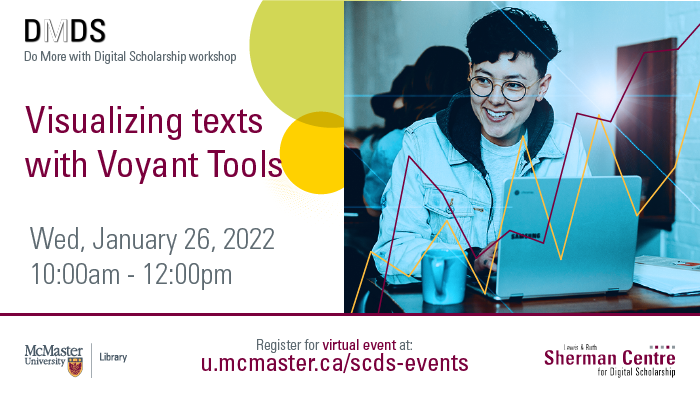 DMDS
Do More with Digital Scholarship workshop
Visualizing texts
with Voyant Tools
Wed, January 26, 2022
10:00am - 12:00pm
SAMSUNG
McMaster
University
Library
Register for virtual event at:
u.mcmaster.ca/scds-events
Lewis & Ruth
Sherman Centre
for Digital Scholarship